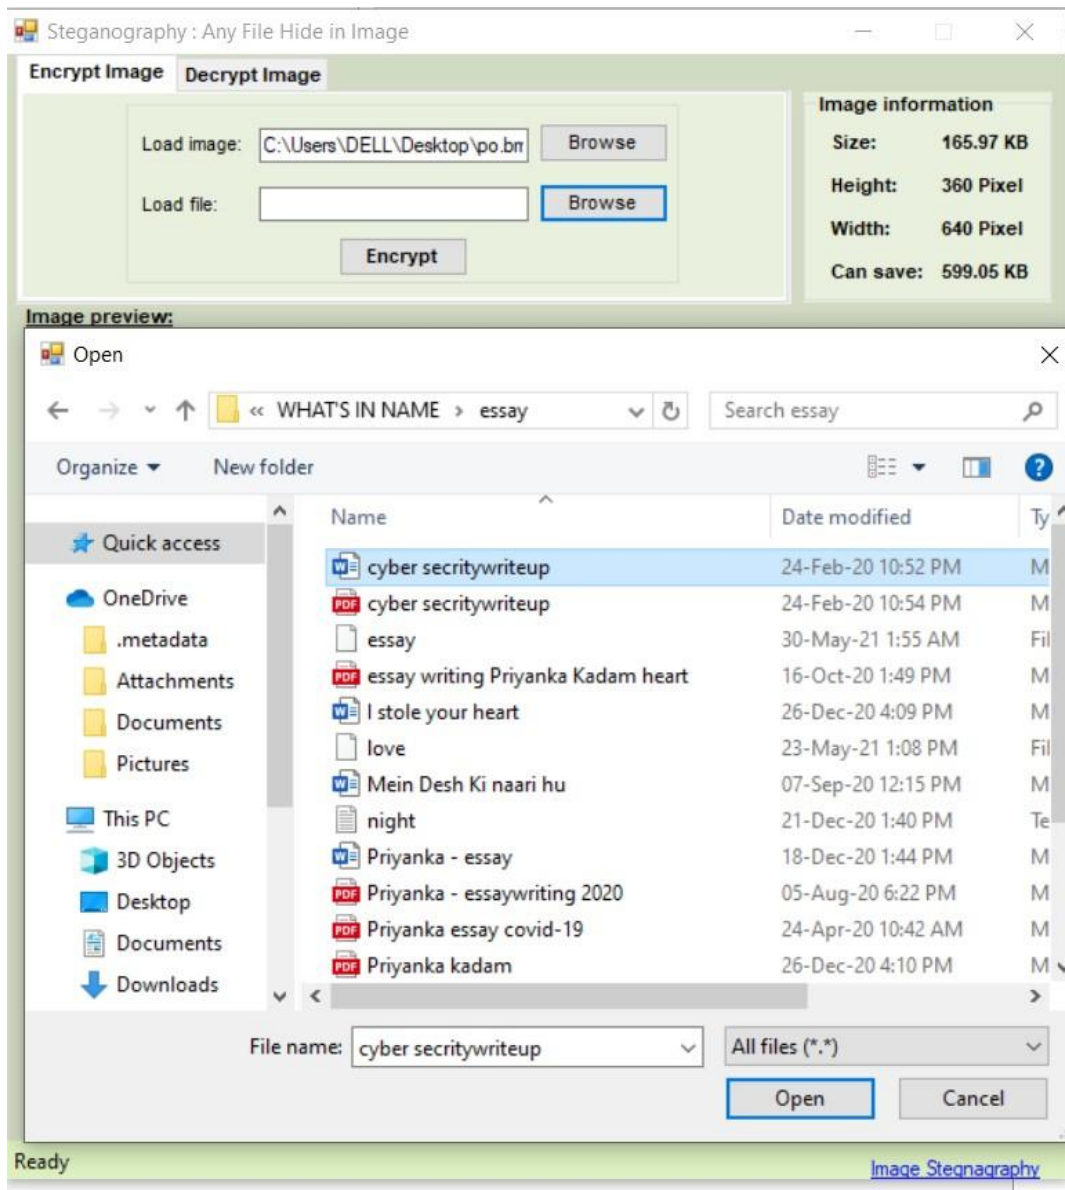 Steganography : Any File Hide in Image
Encrypt Image Decrypt Image
Image information
Load image: C:\Users\DELL\Desktop\po.bm Browse
Size: 165.97 KB
Height: 360 Pixel
Load file: Browse
Width: 640 Pixel
Encrypt
Can save: 599.05 KB
Image preview:
Open
« WHAT'S IN NAME > essay Search essay
Organize New folder
Name Date modified Ty
Quick access
cyber secritywriteup 24-Feb-20 10:52 PM M
OneDrive
cyber secritywriteup 24-Feb-20 10:54 PM M
.metadata
essay 30-May-21 1:55 AM Fil
Attachments
essay writing Priyanka Kadam heart 16-Oct-20 1:49 PM M
Documents
I stole your heart 26-Dec-20 4:09 PM M
Pictures
love 23-May-21 1:08 PM Fil
Mein Desh Ki naari hu 07-Sep-20 12:15 PM M
This PC
night 21-Dec-20 1:40 PM Te
3D Objects
Priyanka - essay 18-Dec-20 1:44 PM M
Desktop
Priyanka - essaywriting 2020 05-Aug-20 6:22 PM M
Documents
Priyanka essay covid-19 24-Apr-20 10:42 AM M
Downloads
Priyanka kadam 26-Dec-20 4:10 PM M
File name: cyber secritywriteup All files (*.*)
Open Cancel
Ready
Image Stegnagraphy